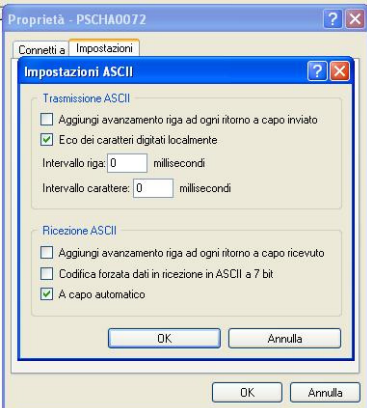 Proprietà - PSCHA0072
Connetti a Impostazioni
Impostazioni ASCII
Trasmissione ASCII
Aggiungi avanzamento riga ad ogni ritorno a capo inviato
Eco dei caratteri digitati localmente
Intervallo riga: 0 millisecondi
Intervallo carattere: 0 millisecondi
Ricezione ASCII
Aggiungi avanzamento riga ad ogni ritorno a capo ricevuto
Codifica forzata dati in ricezione in ASCII a 7 bit
A capo automatico
OK Annulla
OK Annulla